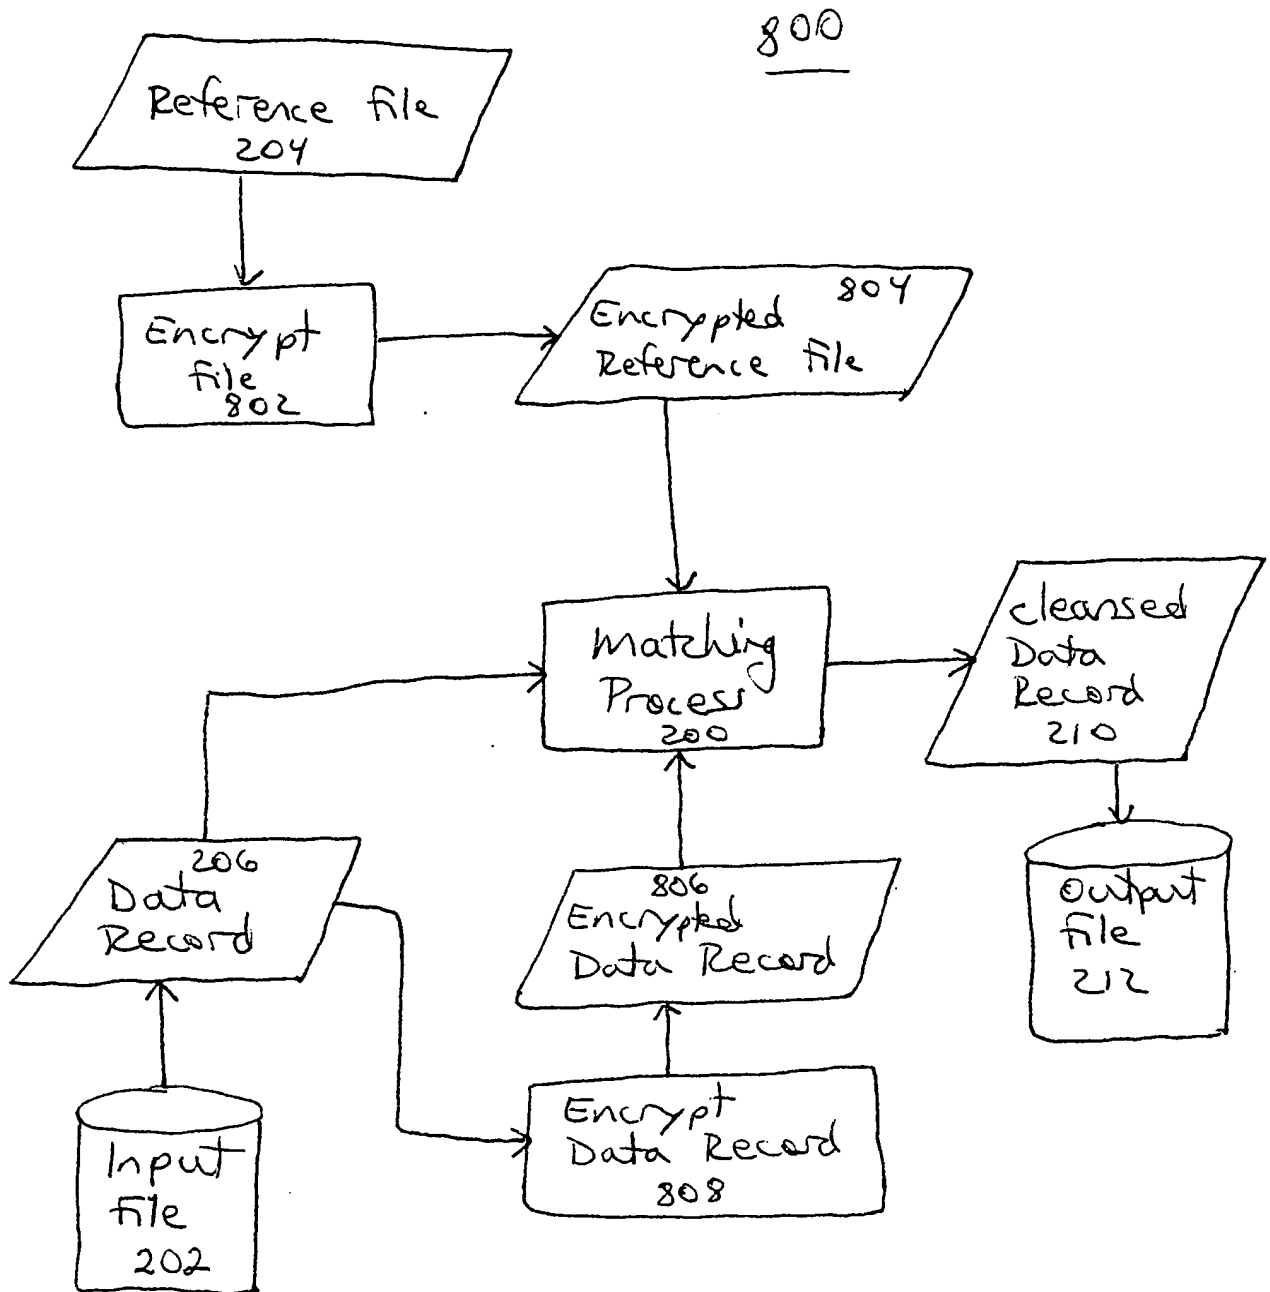 800
Reference File
204
Encrypt
File
802
804
Encrypted
Reference File
Matching
Process
200
Cleansed
Data
Record
210
206
Data
Record
806
Encrypted
Data Record
Output
File
212
Encrypt
Data Record
808
Input
File
202